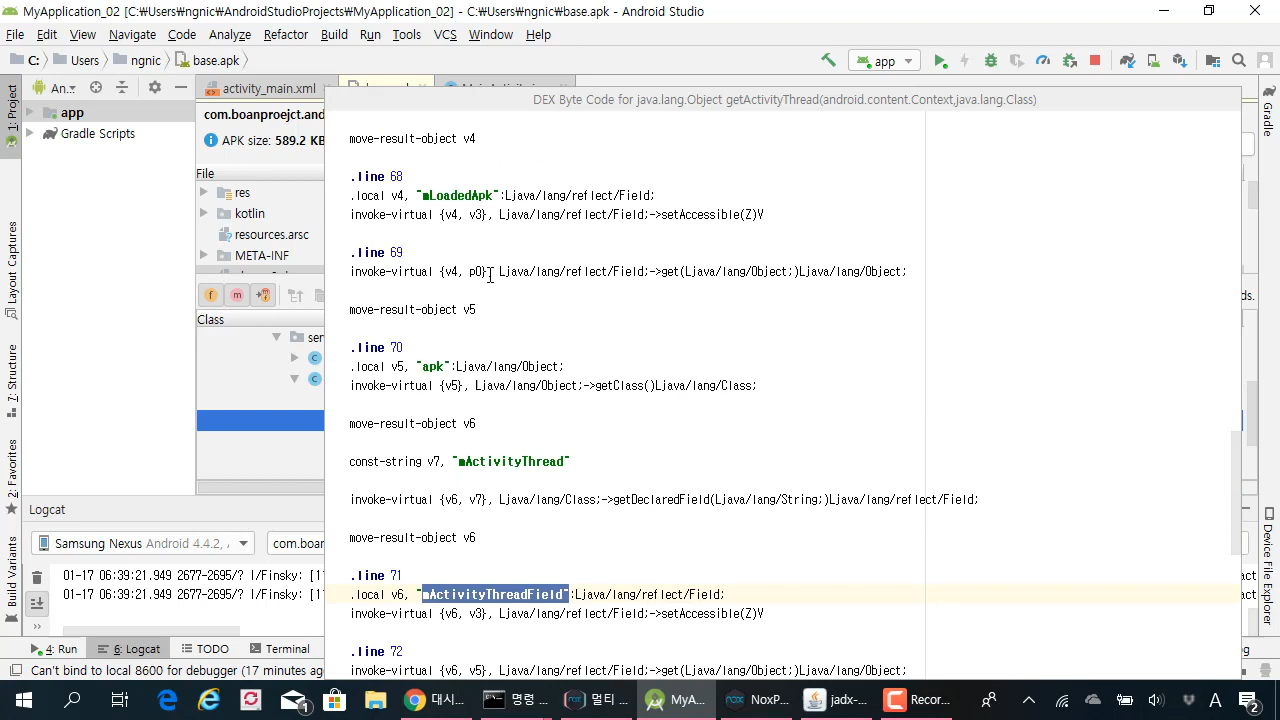 MyApplication_02 [C:₩Users₩ngnic₩AndroidStudioProjects₩MyApplication_02] - C:₩Users₩ngnic₩base.apk - Android Studio
File Edit View Navigate Code Analyze Refactor Build Run Tools VCS Window Help
C: Users ngnic base.apk
app
1: Project
An...
activity_main.xml
DEX Byte Code for java.lang.Object getActivityThread(android.content.Context,java.lang.Class)
Gradle
app
Gradle Scripts
com.boanproejct.and
APK size: 589.2 KB
File
res
kotlin
resources.arsc
META-INF
Class
ser
move-result-object v4
.line 68
.local v4, "mLoadedApk":Ljava/lang/reflect/Field;
invoke-virtual {v4, v3}, Ljava/lang/reflect/Field;->setAccessible(Z)V
.line 69
invoke-virtual {v4, p0}, Ljava/lang/reflect/Field;->get(Ljava/lang/Object;)Ljava/lang/Object;
move-result-object v5
.line 70
.local v5, "apk":Ljava/lang/Object;
invoke-virtual {v5}, Ljava/lang/Object;->getClass()Ljava/lang/Class;
move-result-object v6
const-string v7, "mActivityThread"
invoke-virtual {v6, v7}, Ljava/lang/Class;->getDeclaredField(Ljava/lang/String;)Ljava/lang/reflect/Field;
move-result-object v6
.line 71
.local v6, "mActivityThreadField":Ljava/lang/reflect/Field;
invoke-virtual {v6, v3}, Ljava/lang/reflect/Field;->setAccessible(Z)V
.line 72
invoke-virtual {v6, v5}, Ljava/lang/reflect/Field;->get(Ljava/lang/Object;)Ljava/lang/Object;
ds.
Layout Captures
7: Structure
2: Favorites
Build Variants
Device File Explorer
Logcat
Samsung Nexus Android 4.4.2, A
com.boan
01-17 06:39:21.949 2677-2695/? I/Finsky: [1
01-17 06:39:21.949 2677-2695/? I/Finsky: [1
act
act
4: Run
6: Logcat
TODO
Terminal
Can't bind to local 8600 for debugger (17 minutes ago
대시...
명령...
멀티...
MyA...
NoxP...
jadx-...
Recor...
A
1
2